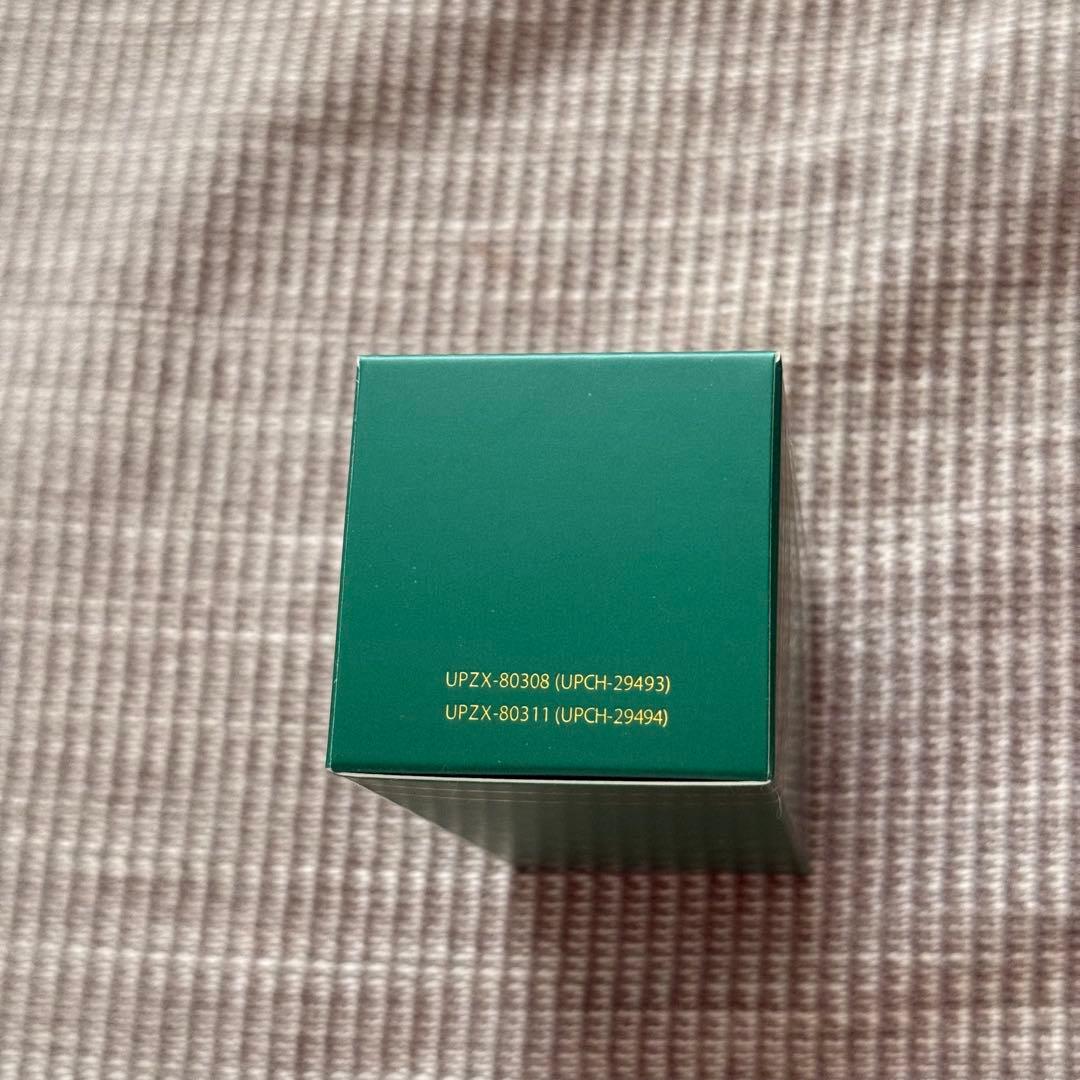 UPZX-80308 (UPCH-29493)
UPZX-80311 (UPCH-29494)